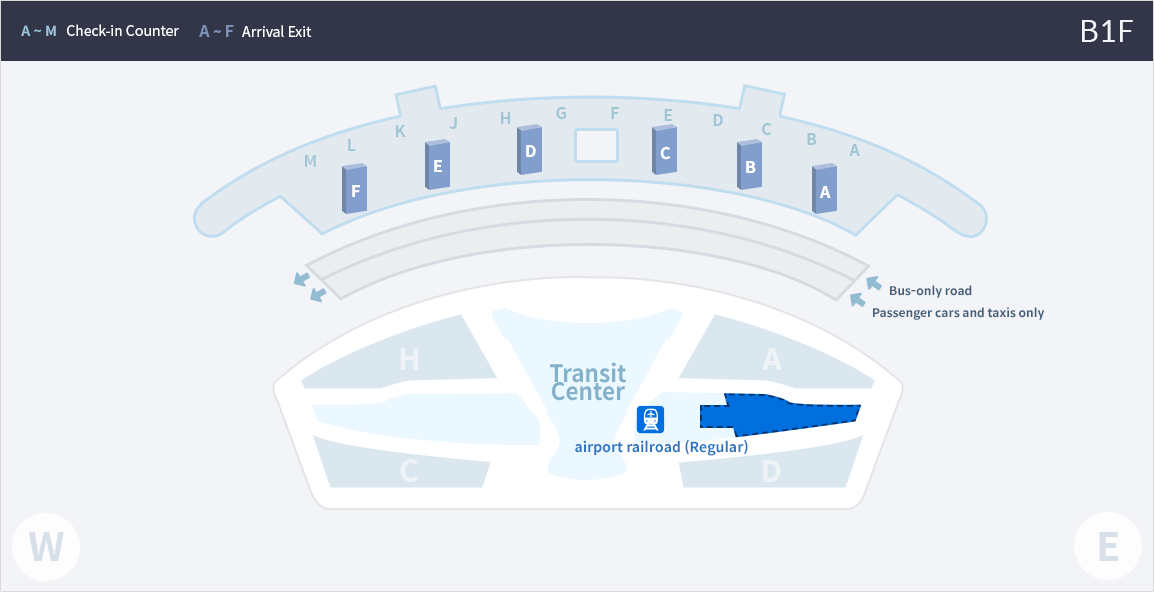 A ~ M Check-in Counter A ~ F Arrival Exit
B1F
M L K J H G F E D C B A
F E D C B A
Bus-only road
Passenger cars and taxis only
H
A
Transit
Center
airport railroad (Regular)
C
D
W
E